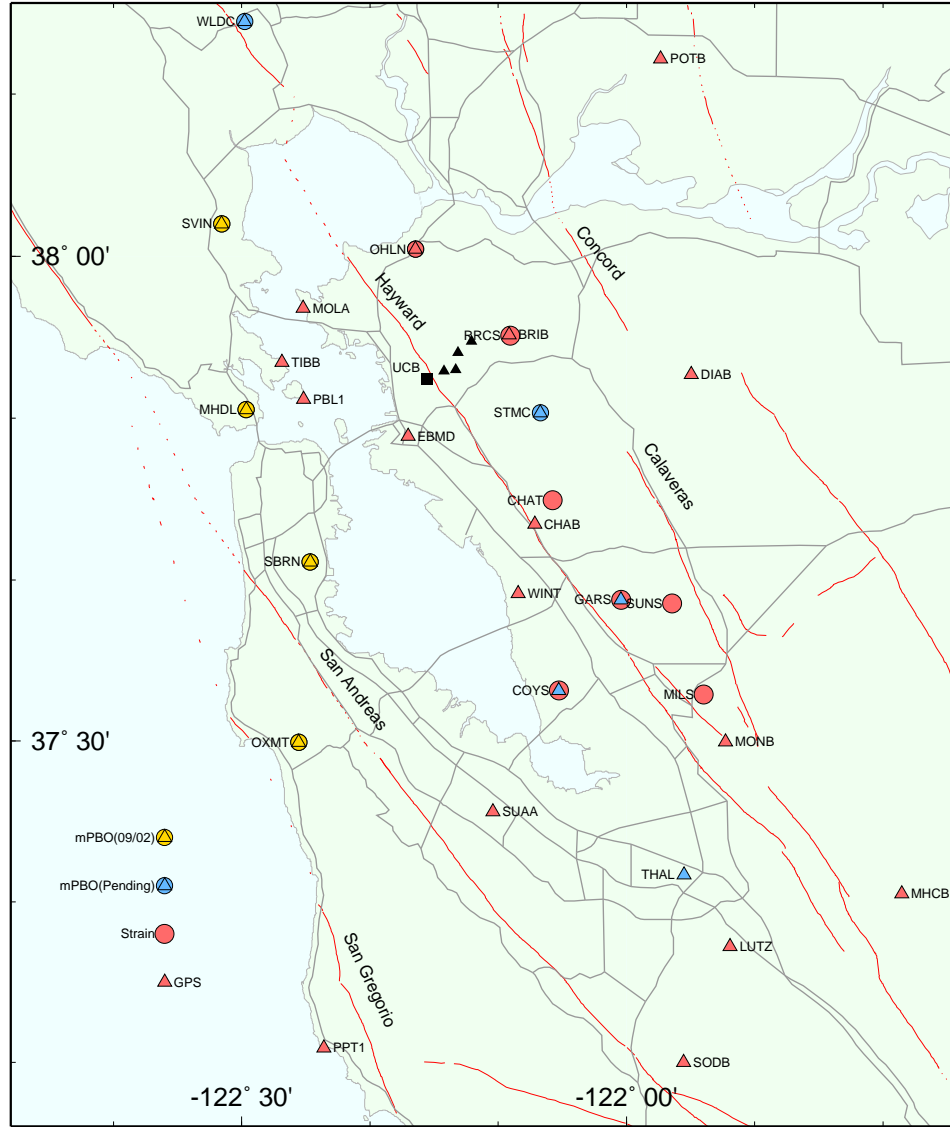 WLDC
POTB
SVIN
OHLN
38° 00'
Concord
Hayward
MOLA
BRIB
TIBB
UCB
DIAB
PBL1
MHDL
STMC
EBMD
Calaveras
CHAT
CHAB
SBRN
WINT
GARS
SUNS
San Andreas
COYS
MILS
37° 30'
OXMT
MONB
SUAA
mPBO(09/02)
mPBO(Pending)
Strain
GPS
THAL
MHCB
LUTZ
San Gregorio
PPT1
SODB
-122° 30'
-122° 00'